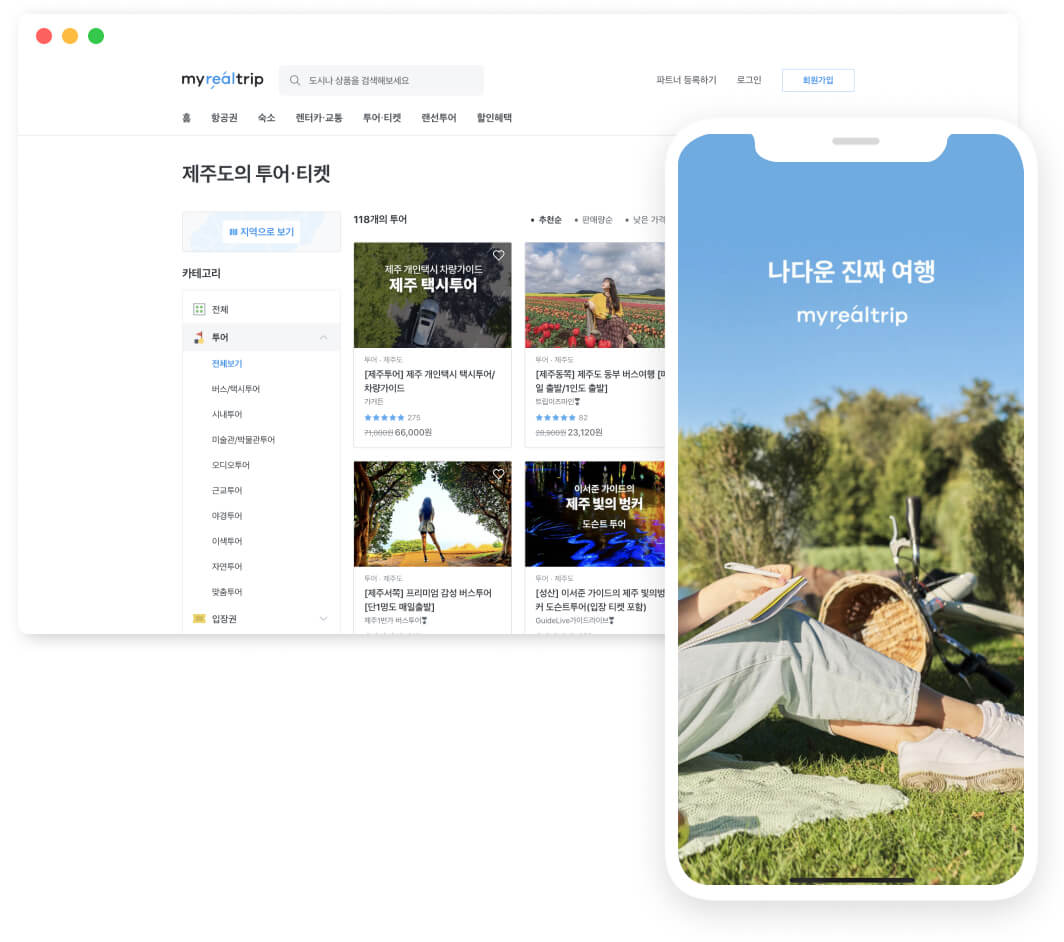 myrealtrip
도시나 상품을 검색해보세요
파트너 등록하기
로그인
회원가입
홈
항공권
숙소
렌터카·교통
투어·티켓
랜선투어
할인혜택
제주도의 투어·티켓
지역으로 보기
카테고리
전체
투어
전체보기
버스/택시투어
시내투어
미술관/박물관투어
오디오투어
근교투어
야경투어
이색투어
자연투어
맞춤투어
입장권
118개의 투어
• 추천순
• 판매량순
• 낮은 가격
제주 개인택시 차량가이드
제주 택시투어
투어 · 제주도
[제주투어] 제주 개인택시 택시투어/
차량가이드
가거든
275
71,000원 66,000원
투어 · 제주도
[제주동쪽] 제주도 동부 버스여행 [매
일 출발/1인도 출발]
트립이즈마인❣
82
28,900원 23,120원
투어 · 제주도
[제주서쪽] 프리미엄 감성 버스투어
[단1명도 매일출발]
제주1번가 버스투어❣
이서준 가이드의
제주 빛의 벙커
도슨트 투어
투어 · 제주도
[성산] 이서준 가이드의 제주 빛의벙
커 도슨트투어(입장 티켓 포함)
GuideLive가이드라이브❣
나다운 진짜 여행
myrealtrip